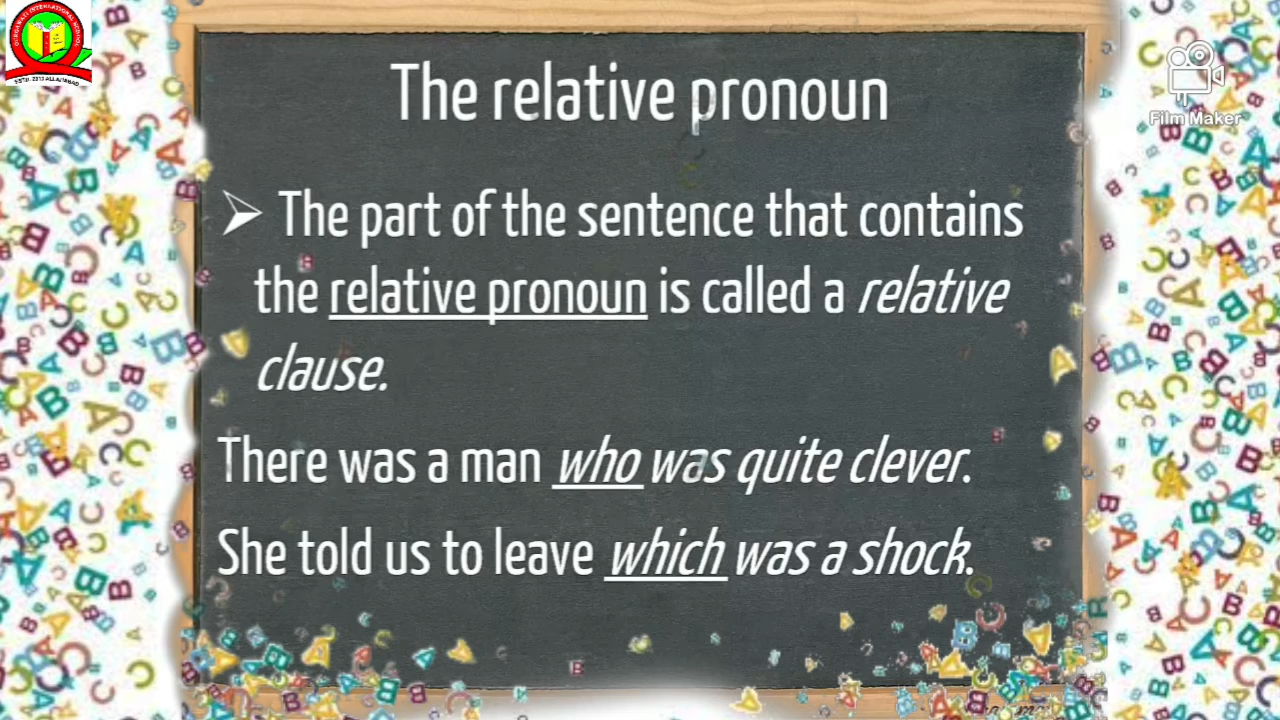 The relative pronoun
The part of the sentence that contains
the relative pronoun is called a relative
clause.
There was a man who was quite clever.
She told us to leave which was a shock.
Film Maker